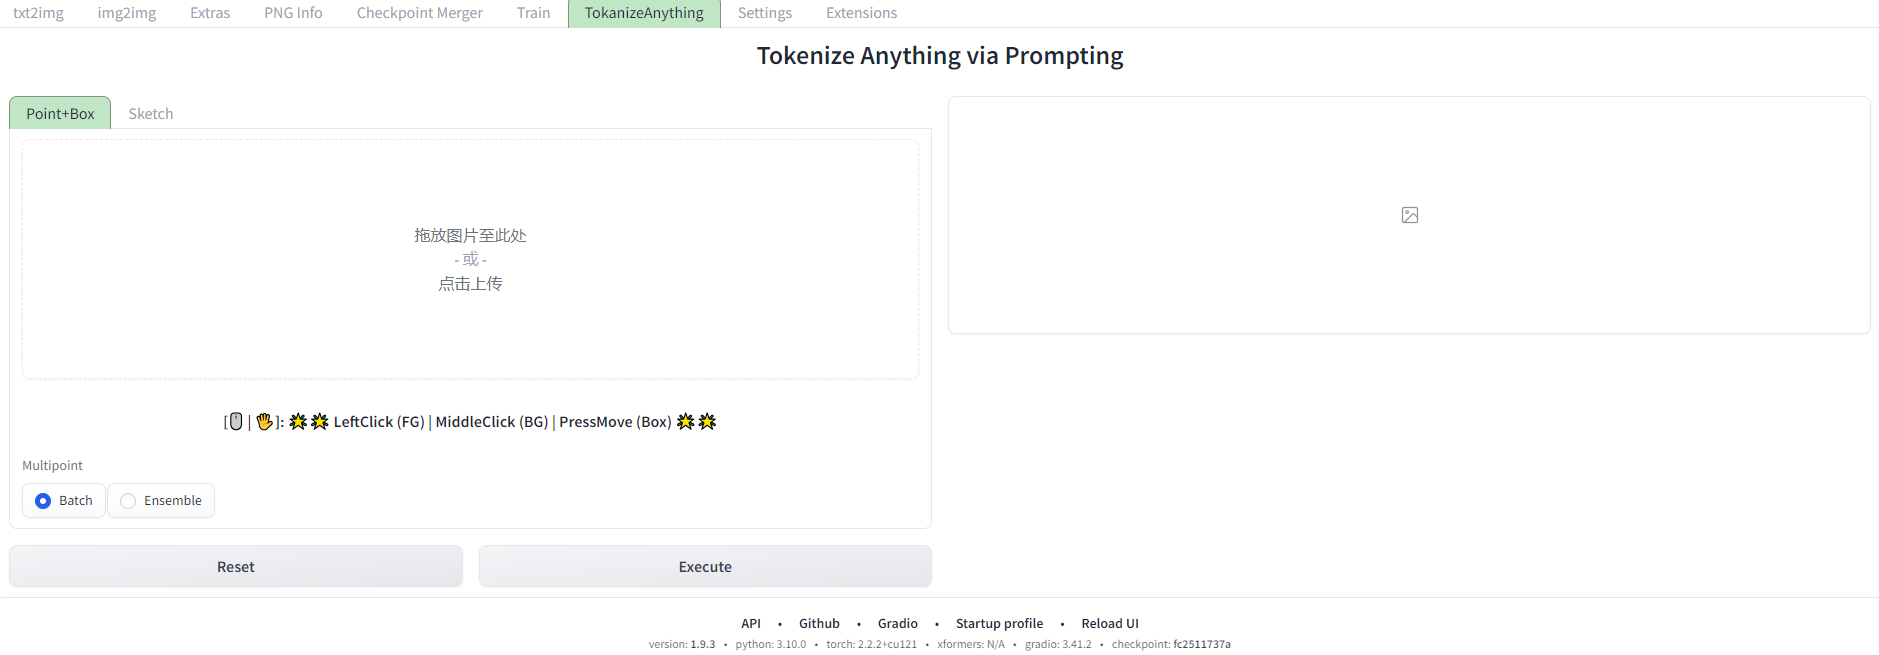 txt2img img2img Extras PNG Info Checkpoint Merger Train TokanizeAnything Settings Extensions
Tokenize Anything via Prompting
Point+Box Sketch
拖放图片至此处
- 或 -
点击上传
[🖱️ | 🖐️]: 🌟🌟 LeftClick (FG) | MiddleClick (BG) | PressMove (Box) 🌟🌟
Multipoint
Batch Ensemble
Reset Execute
API • Github • Gradio • Startup profile • Reload UI
version: 1.9.3 • python: 3.10.0 • torch: 2.2.2+cu121 • xformers: N/A • gradio: 3.41.2 • checkpoint: fc2511737a